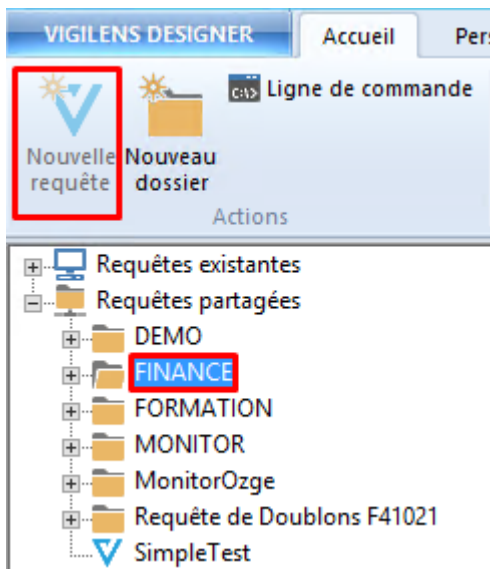 VIGILENS DESIGNER Accueil Per
Nouvelle requête
Nouveau dossier
C:\> Ligne de commande
Actions
Requêtes existantes
Requêtes partagées
DEMO
FINANCE
FORMATION
MONITOR
MonitorOzge
Requête de Doublons F41021
SimpleTest